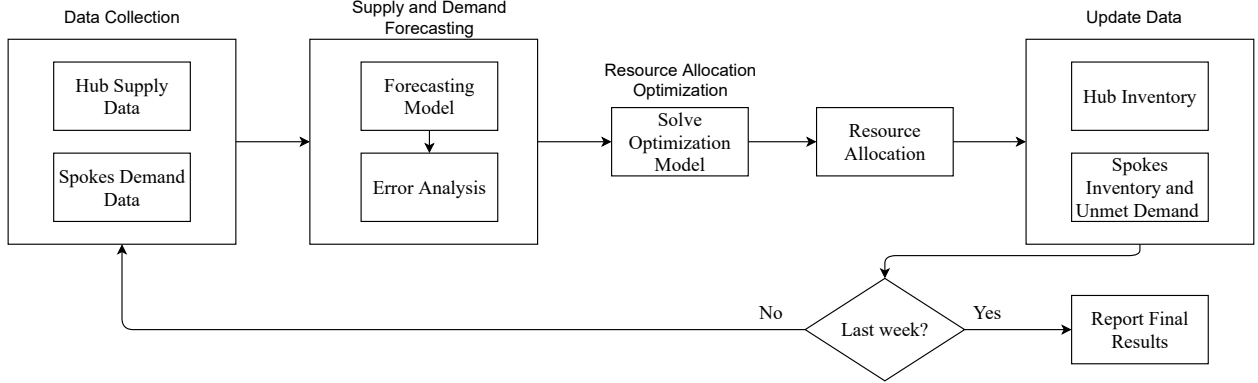 Data Collection
Hub Supply
Data
Spokes Demand
Data
Supply and Demand
Forecasting
Forecasting
Model
Error Analysis
Resource Allocation
Optimization
Solve
Optimization
Model
Resource
Allocation
Update Data
Hub Inventory
Spokes
Inventory and
Unmet Demand
Last week?
No
Yes
Report Final
Results